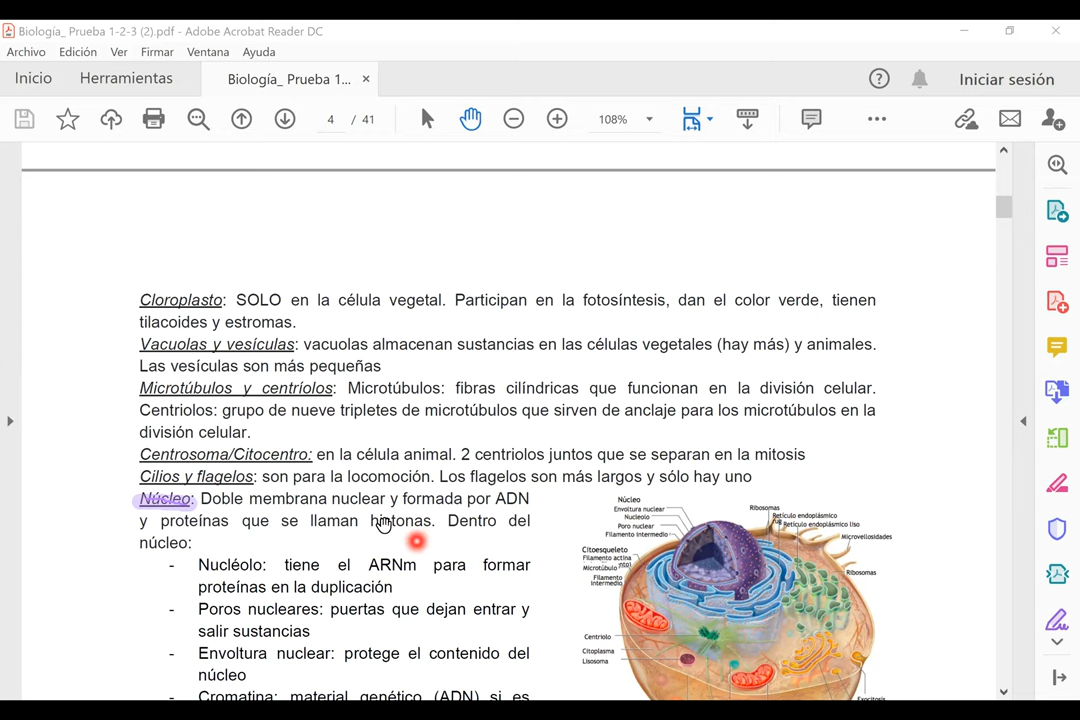 Biología_ Prueba 1-2-3 (2).pdf - Adobe Acrobat Reader DC
Archivo Edición Ver Firmar Ventana Ayuda
Inicio Herramientas Biología_ Prueba 1... × Iniciar sesión
4 / 41 108%
Cloroplasto: SOLO en la célula vegetal. Participan en la fotosíntesis, dan el color verde, tienen
tilacoides y estromas.
Vacuolas y vesículas: vacuolas almacenan sustancias en las células vegetales (hay más) y animales.
Las vesículas son más pequeñas
Microtúbulos y centríolos: Microtúbulos: fibras cilíndricas que funcionan en la división celular.
Centriolos: grupo de nueve tripletes de microtúbulos que sirven de anclaje para los microtúbulos en la
división celular.
Centrosoma/Citocentro: en la célula animal. 2 centriolos juntos que se separan en la mitosis
Cilios y flagelos: son para la locomoción. Los flagelos son más largos y sólo hay uno
Núcleo: Doble membrana nuclear y formada por ADN
y proteínas que se llaman hintonas. Dentro del
núcleo:
- Nucléolo: tiene el ARNm para formar
proteínas en la duplicación
- Poros nucleares: puertas que dejan entrar y
salir sustancias
- Envoltura nuclear: protege el contenido del
núcleo
- Cromatina: material genético (ADN) si es
Núcleo
Envoltura nuclear
Nucleolo
Poro nuclear
Filamento intermedio
Citoesqueleto
Filamento actina
Microtúbulo
Filamento
intermedio
Centriolo
Citoplasma
Lisosoma
Ribosomas
Retículo endoplásmico
Retículo endoplásmico liso
Microvellosidades
Ribosomas
Exocitosis